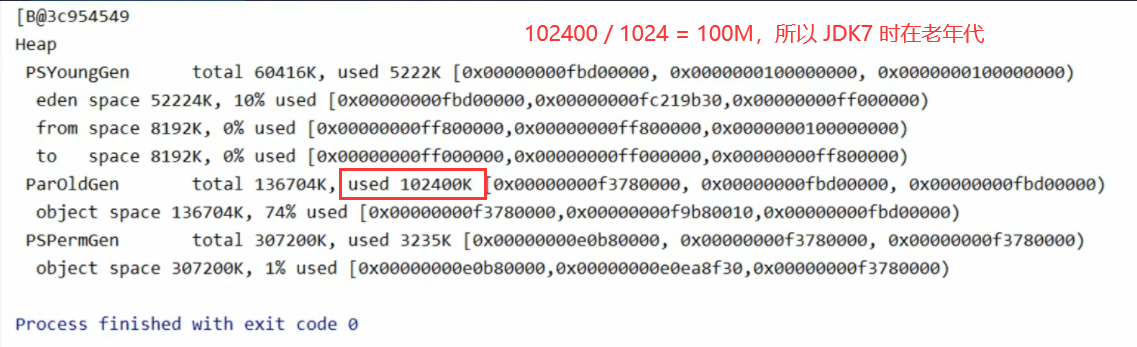 [B@3c954549
102400 / 1024 = 100M，所以 JDK7 时在老年代
Heap
PSYoungGen total 60416K, used 5222K [0x00000000fbd00000, 0x0000000100000000, 0x0000000100000000)
eden space 52224K, 10% used [0x00000000fbd00000,0x00000000fc219b30,0x00000000ff000000)
from space 8192K, 0% used [0x00000000ff800000,0x00000000ff800000,0x0000000100000000)
to space 8192K, 0% used [0x00000000ff000000,0x00000000ff000000,0x00000000ff800000)
ParOldGen total 136704K, used 102400K [0x00000000f3780000, 0x00000000fbd00000, 0x00000000fbd00000)
object space 136704K, 74% used [0x00000000f3780000,0x00000000f9b80010,0x00000000fbd00000)
PSPermGen total 307200K, used 3235K [0x00000000e0b80000, 0x00000000f3780000, 0x00000000f3780000)
object space 307200K, 1% used [0x00000000e0b80000,0x00000000e0ea8f30,0x00000000f3780000)
Process finished with exit code 0